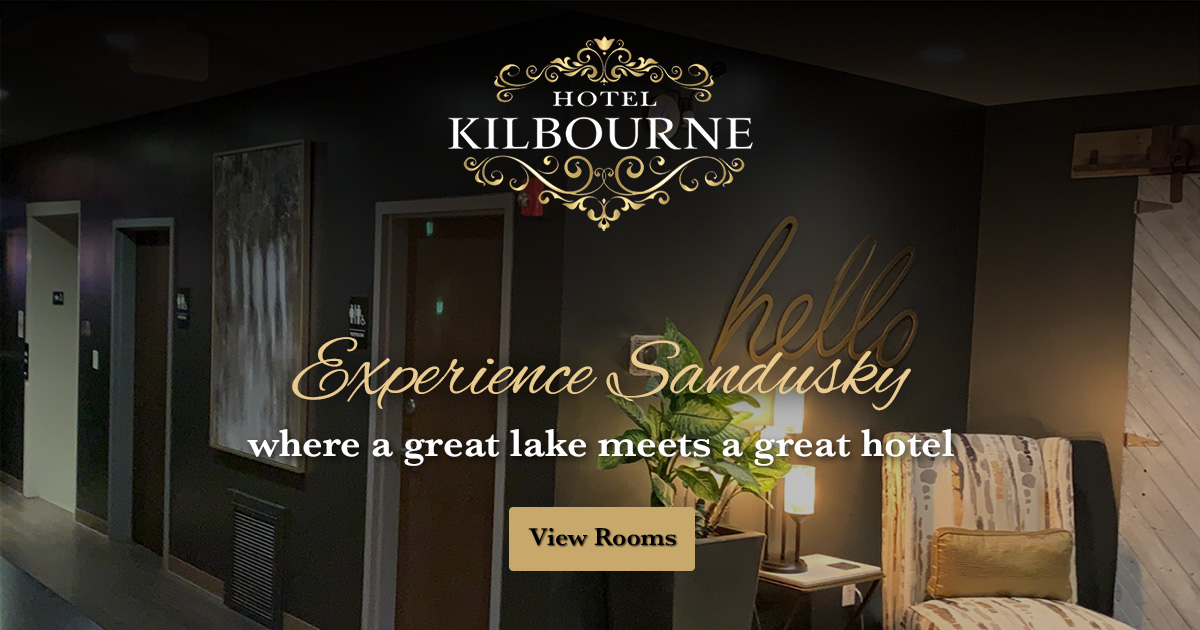 HOTEL
KILBOURNE
hello
Experience Sandusky
where a great lake meets a great hotel
View Rooms